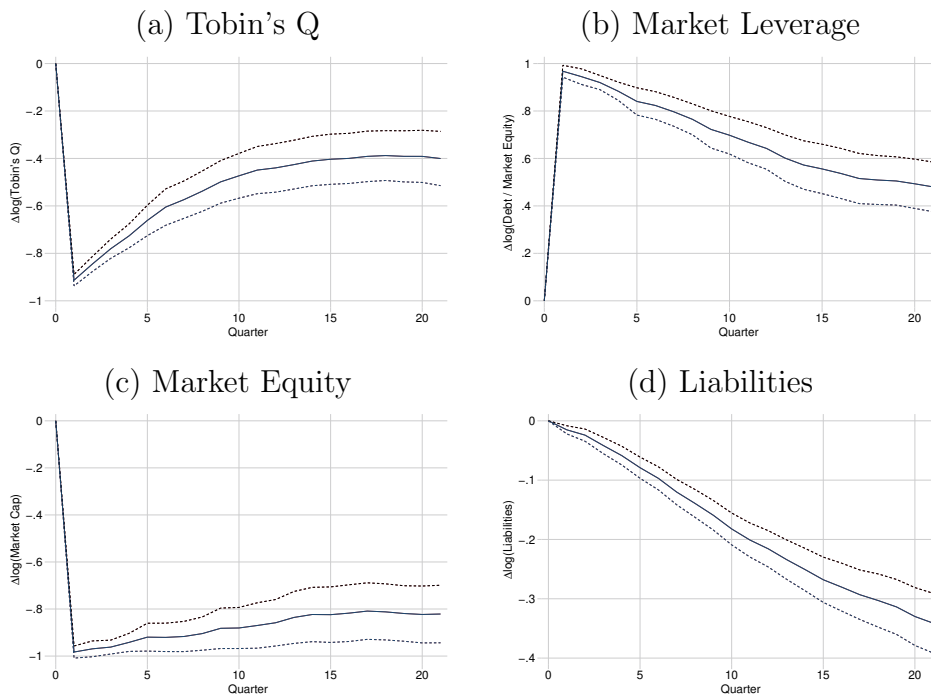 (a) Tobin's Q
0
−.2
−.4
−.6
−.8
−1
Δlog(Tobin's Q)
0 5 10 15 20
Quarter
(b) Market Leverage
1
.8
.6
.4
.2
0
Δlog(Debt / Market Equity)
0 5 10 15 20
Quarter
(c) Market Equity
0
−.2
−.4
−.6
−.8
−1
Δlog(Market Cap)
0 5 10 15 20
Quarter
(d) Liabilities
0
−.1
−.2
−.3
−.4
Δlog(Liabilities)
0 5 10 15 20
Quarter